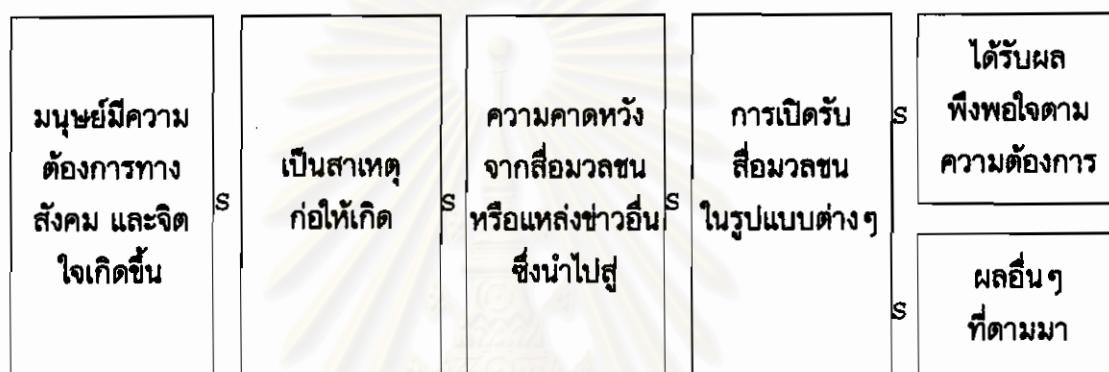 มนุษย์มีความ
ต้องการทาง
สังคม และจิต
ใจเกิดขึ้น
s
เป็นสาเหตุ
ก่อให้เกิด
s
ความคาดหวัง
จากสื่อมวลชน
หรือแหล่งข่าวอื่น
ซึ่งนำไปสู่
s
การเปิดรับ
สื่อมวลชน
ในรูปแบบต่างๆ
s
ได้รับผล
พึงพอใจตาม
ความต้องการ
s
ผลอื่นๆ
ที่ตามมา